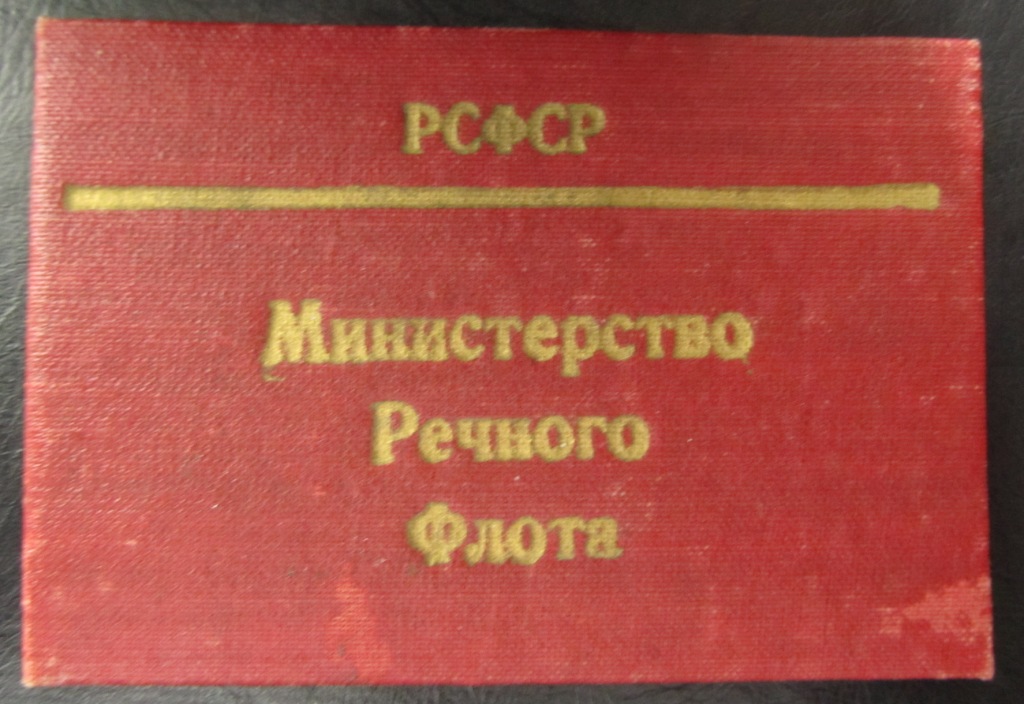 РСФСР
Министерство
Речного
Флота